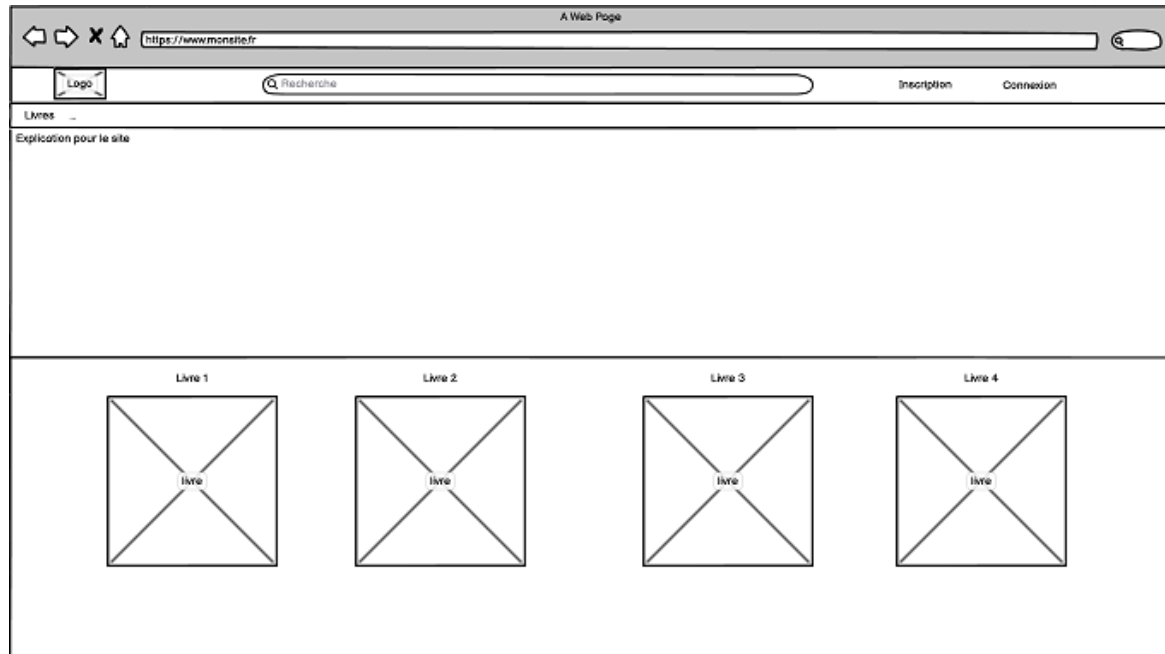 A Web Page
https://www.monsite.fr
Logo
Recherche
Inscription
Connexion
Livres ...
Explication pour le site
Livre 1
Livre 2
Livre 3
Livre 4
livre
livre
livre
livre